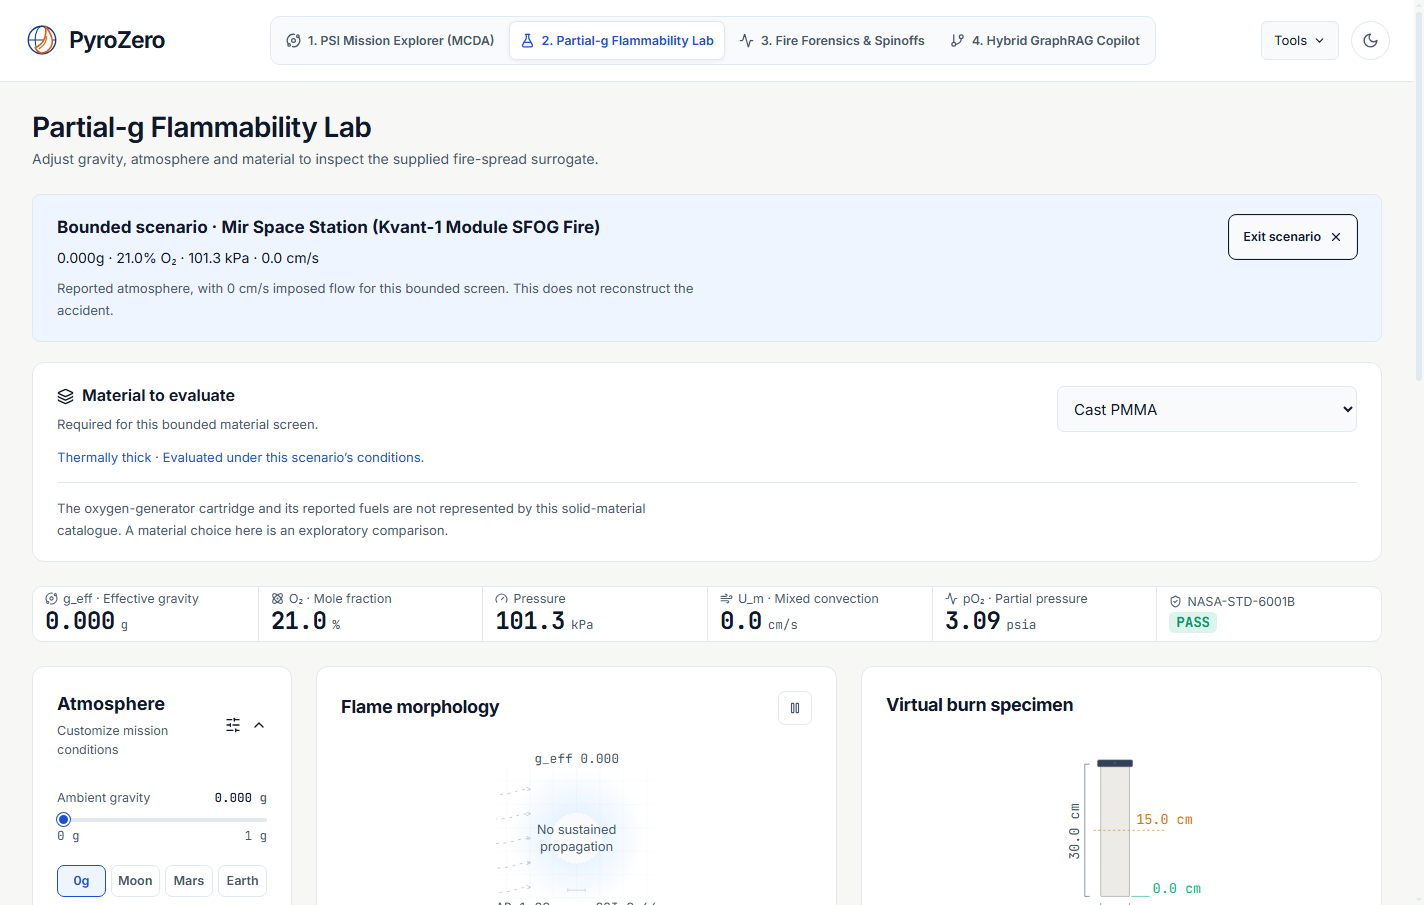 PyroZero
1. PSI Mission Explorer (MCDA)
2. Partial-g Flammability Lab
3. Fire Forensics & Spinoffs
4. Hybrid GraphRAG Copilot
Tools
Partial-g Flammability Lab
Adjust gravity, atmosphere and material to inspect the supplied fire-spread surrogate.
Bounded scenario · Mir Space Station (Kvant-1 Module SFOG Fire)
0.000g · 21.0% O₂ · 101.3 kPa · 0.0 cm/s
Reported atmosphere, with 0 cm/s imposed flow for this bounded screen. This does not reconstruct the
accident.
Exit scenario ×
Material to evaluate
Required for this bounded material screen.
Thermally thick · Evaluated under this scenario's conditions.
Cast PMMA
The oxygen-generator cartridge and its reported fuels are not represented by this solid-material
catalogue. A material choice here is an exploratory comparison.
g_eff · Effective gravity
0.000 g
O₂ · Mole fraction
21.0 %
Pressure
101.3 kPa
U_m · Mixed convection
0.0 cm/s
pO₂ · Partial pressure
3.09 psia
NASA-STD-6001B
PASS
Atmosphere
Customize mission
conditions
Ambient gravity 0.000 g
0 g 1 g
0g Moon Mars Earth
Flame morphology
g_eff 0.000
No sustained
propagation
Virtual burn specimen
30.0 cm
15.0 cm
0.0 cm